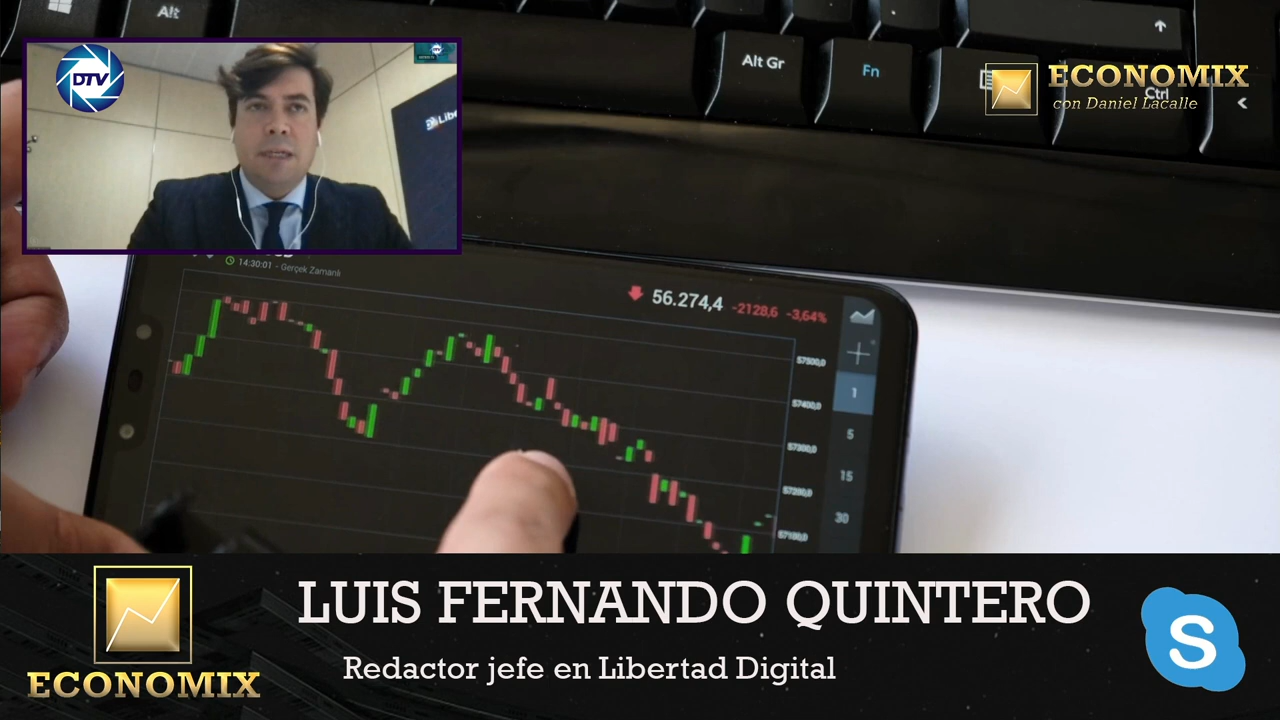 Alt
DTV
Libe
Alt Gr
Fn
Ctrl
<
ECONOMIX
con Daniel Lacalle
14:30:01 - Gerçek Zamanlı
56.274,4 -2128,6 -3,64%
57500,0
57400,0
57300,0
57200,0
57100,0
1
5
15
30
LUIS FERNANDO QUINTERO
Redactor jefe en Libertad Digital
ECONOMIX
S